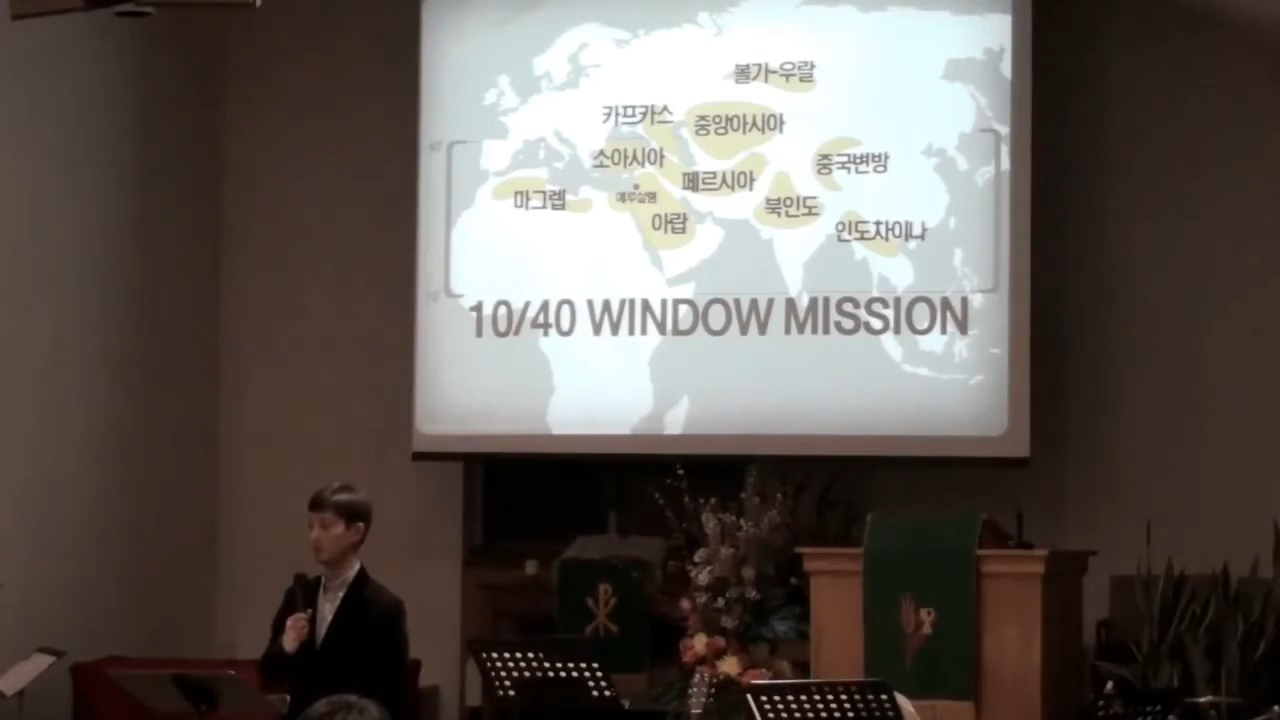 볼가-우랄
카프카스
중앙아시아
소아시아
중국변방
페르시아
마그렙
예루살렘
북인도
아랍
인도차이나
10/40 WINDOW MISSION